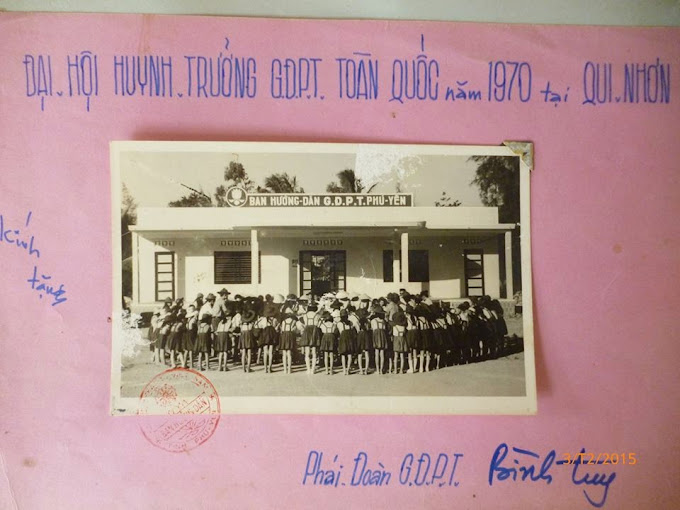 ĐẠI.HỘI HUYNH.TRƯỞNG G.Đ.P.T. TOÀN QUỐC năm 1970 tại QUI.NHƠN
BAN HƯỚNG-DẪN G.Đ.P.T. PHÚ-YÊN
kính
tặng
Phái.Đoàn G.Đ.P.T. Bình Tuy
3/12/2015